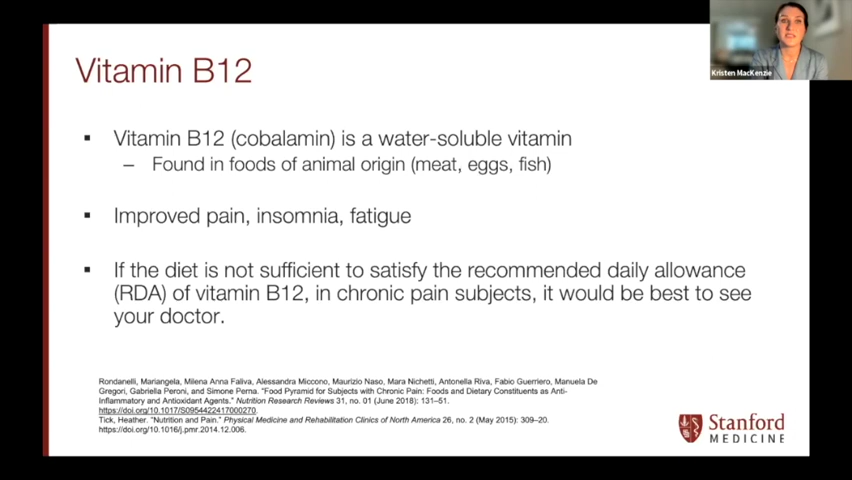 Kristen MacKenzie
Vitamin B12
▪ Vitamin B12 (cobalamin) is a water-soluble vitamin
– Found in foods of animal origin (meat, eggs, fish)
▪ Improved pain, insomnia, fatigue
▪ If the diet is not sufficient to satisfy the recommended daily allowance
(RDA) of vitamin B12, in chronic pain subjects, it would be best to see
your doctor.
Rondanelli, Mariangela, Milena Anna Faliva, Alessandra Miccono, Maurizio Naso, Mara Nichetti, Antonella Riva, Fabio Guerriero, Manuela De
Gregori, Gabriella Peroni, and Simone Perna. "Food Pyramid for Subjects with Chronic Pain: Foods and Dietary Constituents as Anti-
Inflammatory and Antioxidant Agents." Nutrition Research Reviews 31, no. 01 (June 2018): 131–51.
https://doi.org/10.1017/S0954422417000270.
Tick, Heather. "Nutrition and Pain." Physical Medicine and Rehabilitation Clinics of North America 26, no. 2 (May 2015): 309–20.
https://doi.org/10.1016/j.pmr.2014.12.006.
Stanford
MEDICINE